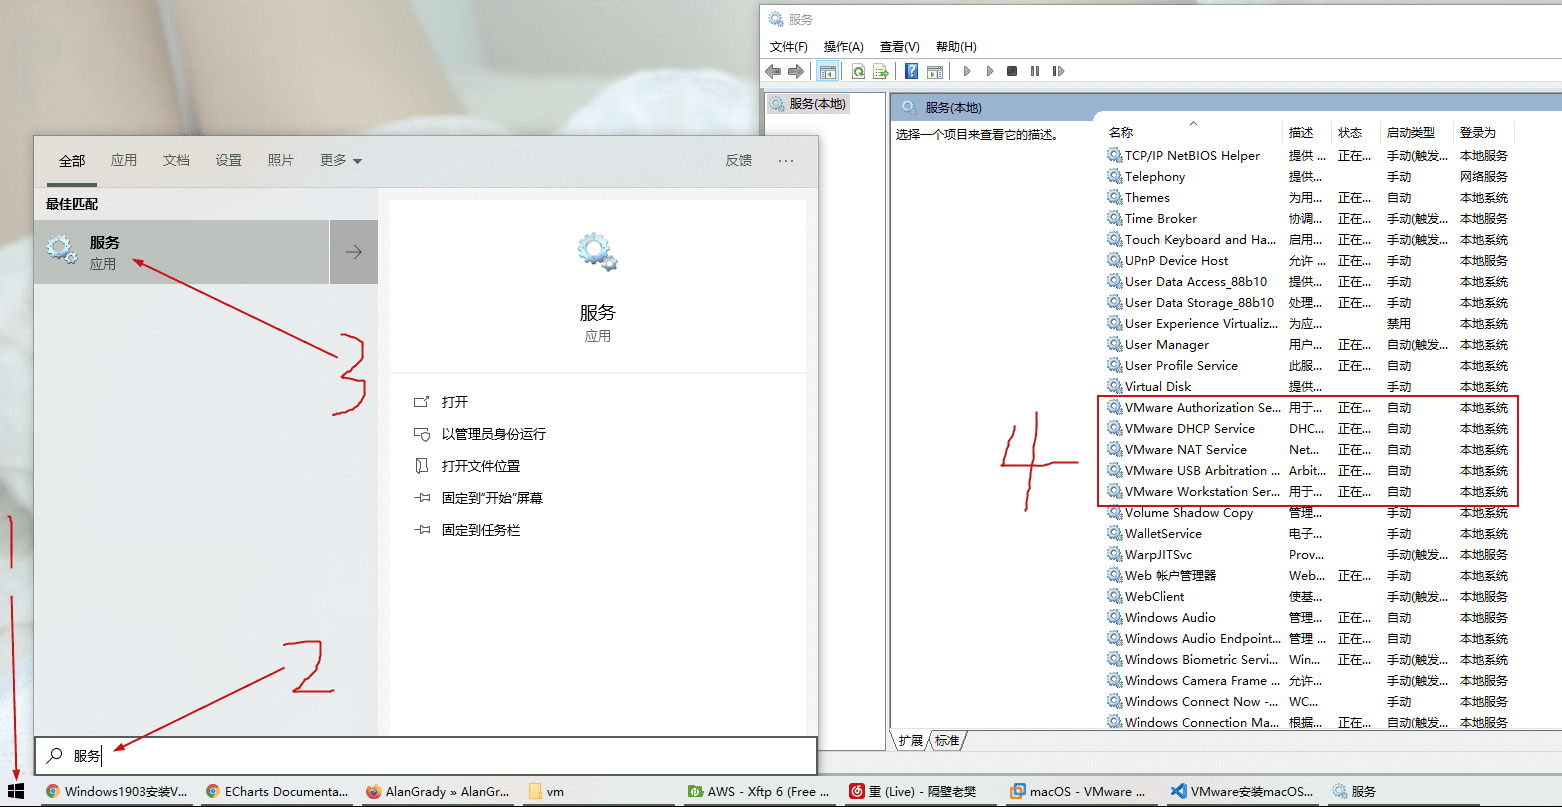 服务
文件(F) 操作(A) 查看(V) 帮助(H)
服务(本地)
服务(本地)
选择一个项目来查看它的描述。
名称 描述 状态 启动类型 登录为
TCP/IP NetBIOS Helper 提供 ... 正在... 手动(触发... 本地服务
Telephony 提供... 手动 网络服务
Themes 为用... 正在... 自动 本地系统
Time Broker 协调... 正在... 手动(触发... 本地服务
Touch Keyboard and Ha... 启用... 正在... 手动(触发... 本地系统
UPnP Device Host 允许 ... 正在... 手动 本地服务
User Data Access_88b10 提供... 正在... 手动 本地系统
User Data Storage_88b10 处理... 正在... 手动 本地系统
User Experience Virtualiz... 为应... 禁用 本地系统
User Manager 用户... 正在... 自动(触发... 本地系统
User Profile Service 此服... 正在... 自动 本地系统
Virtual Disk 提供... 手动 本地系统
VMware Authorization Se... 用于... 正在... 自动 本地系统
VMware DHCP Service DHC... 正在... 自动 本地系统
VMware NAT Service Net... 正在... 自动 本地系统
VMware USB Arbitration ... Arbit... 正在... 自动 本地系统
VMware Workstation Ser... 用于... 正在... 自动 本地系统
Volume Shadow Copy 管理... 手动 本地系统
WalletService 电子... 手动 本地系统
WarpJITSvc Prov... 手动(触发... 本地服务
Web 帐户管理器 Web... 正在... 手动 本地系统
WebClient 使基... 手动(触发... 本地服务
Windows Audio 管理... 正在... 自动 本地服务
Windows Audio Endpoint... 管理 ... 正在... 自动 本地系统
Windows Biometric Servi... Win... 正在... 手动(触发... 本地系统
Windows Camera Frame ... 允许... 手动(触发... 本地服务
Windows Connect Now -... WC... 手动 本地服务
Windows Connection Ma... 根据... 正在... 自动(触发... 本地服务
扩展 标准
4
全部 应用 文档 设置 照片 更多 反馈 ...
最佳匹配
服务
应用
3
服务
应用
打开
以管理员身份运行
打开文件位置
固定到"开始"屏幕
固定到任务栏
1
2
服务
Windows1903安装V... ECharts Documenta... AlanGrady » AlanGr... vm AWS - Xftp 6 (Free ... 重 (Live) - 隔壁老樊 macOS - VMware ... VMware安装macOS... 服务